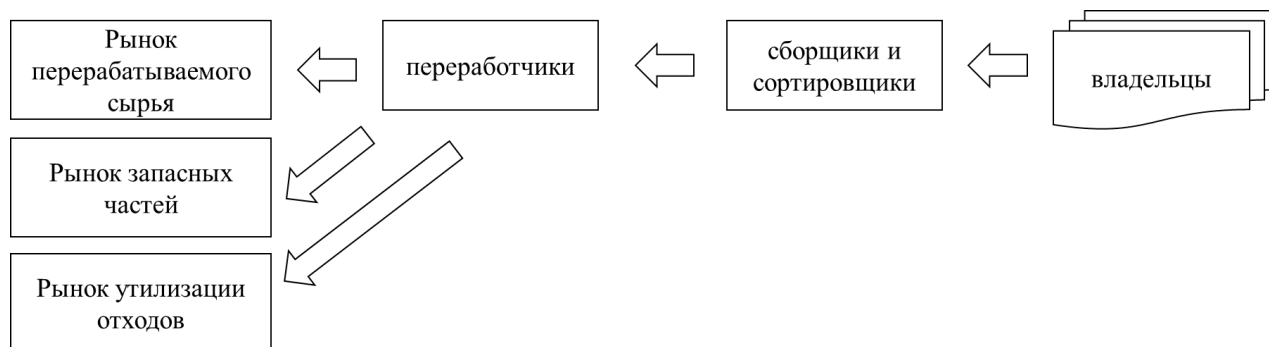 Рынок
перерабатываемого
сырья
переработчики
сборщики и
сортировщики
владельцы
Рынок запасных
частей
Рынок утилизации
отходов